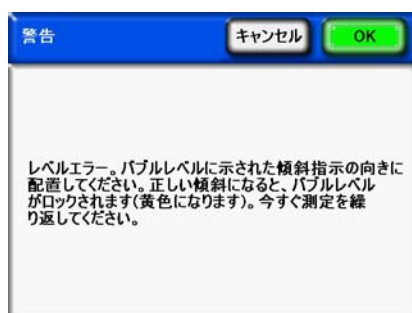 警告
キャンセル
OK
レベルエラー。バブルレベルに示された傾斜指示の向きに
配置してください。正しい傾斜になると、バブルレベル
がロックされます(黄色になります)。今すぐ測定を繰
り返してください。